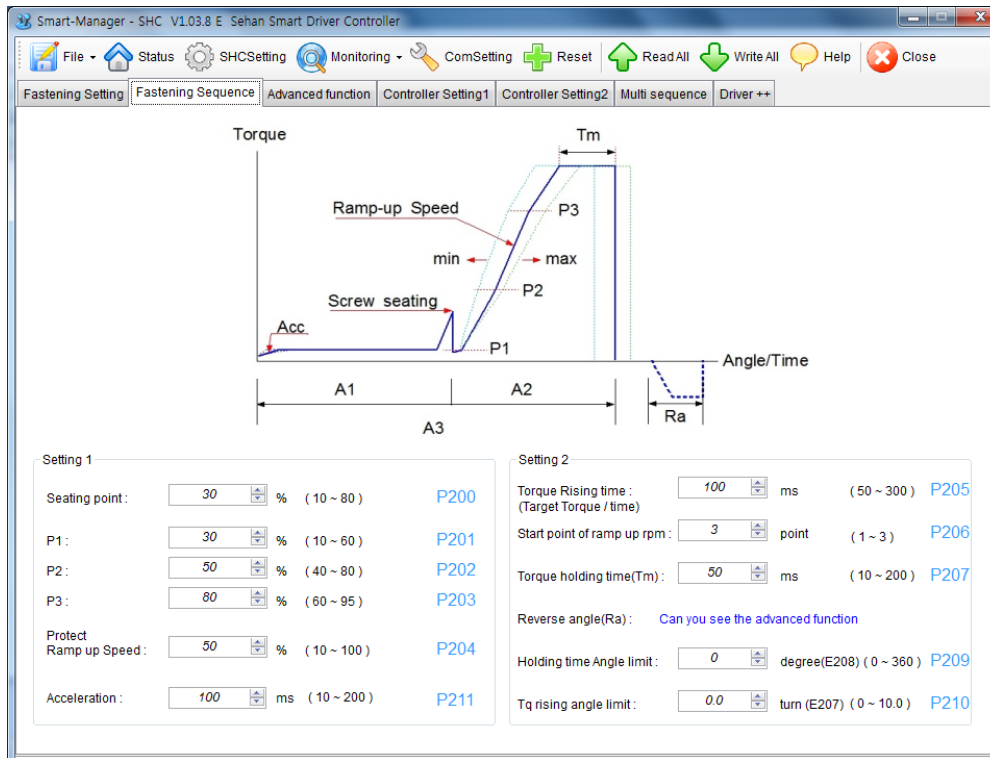 Smart-Manager - SHC V1.03.8 E Sehan Smart Driver Controller
File Status SHCSetting Monitoring ComSetting Reset Read All Write All Help Close
Fastening Setting Fastening Sequence Advanced function Controller Setting1 Controller Setting2 Multi sequence Driver ++
Torque Tm
Ramp-up Speed P3
min max
P2
Screw seating
Acc
P1
Angle/Time
A1 A2
Ra
A3
Setting 1
Seating point : 30 % ( 10 ~ 80 ) P200
P1 : 30 % ( 10 ~ 60 ) P201
P2 : 50 % ( 40 ~ 80 ) P202
P3 : 80 % ( 60 ~ 95 ) P203
Protect
Ramp up Speed : 50 % ( 10 ~ 100 ) P204
Acceleration : 100 ms ( 10 ~ 200 ) P211
Setting 2
Torque Rising time : 100 ms ( 50 ~ 300 ) P205
(Target Torque / time)
Start point of ramp up rpm : 3 point ( 1 ~ 3 ) P206
Torque holding time(Tm) : 50 ms ( 10 ~ 200 ) P207
Reverse angle(Ra) : Can you see the advanced function
Holding time Angle limit : 0 degree(E208) ( 0 ~ 360 ) P209
Tq rising angle limit : 0.0 turn (E207) ( 0 ~ 10.0 ) P210